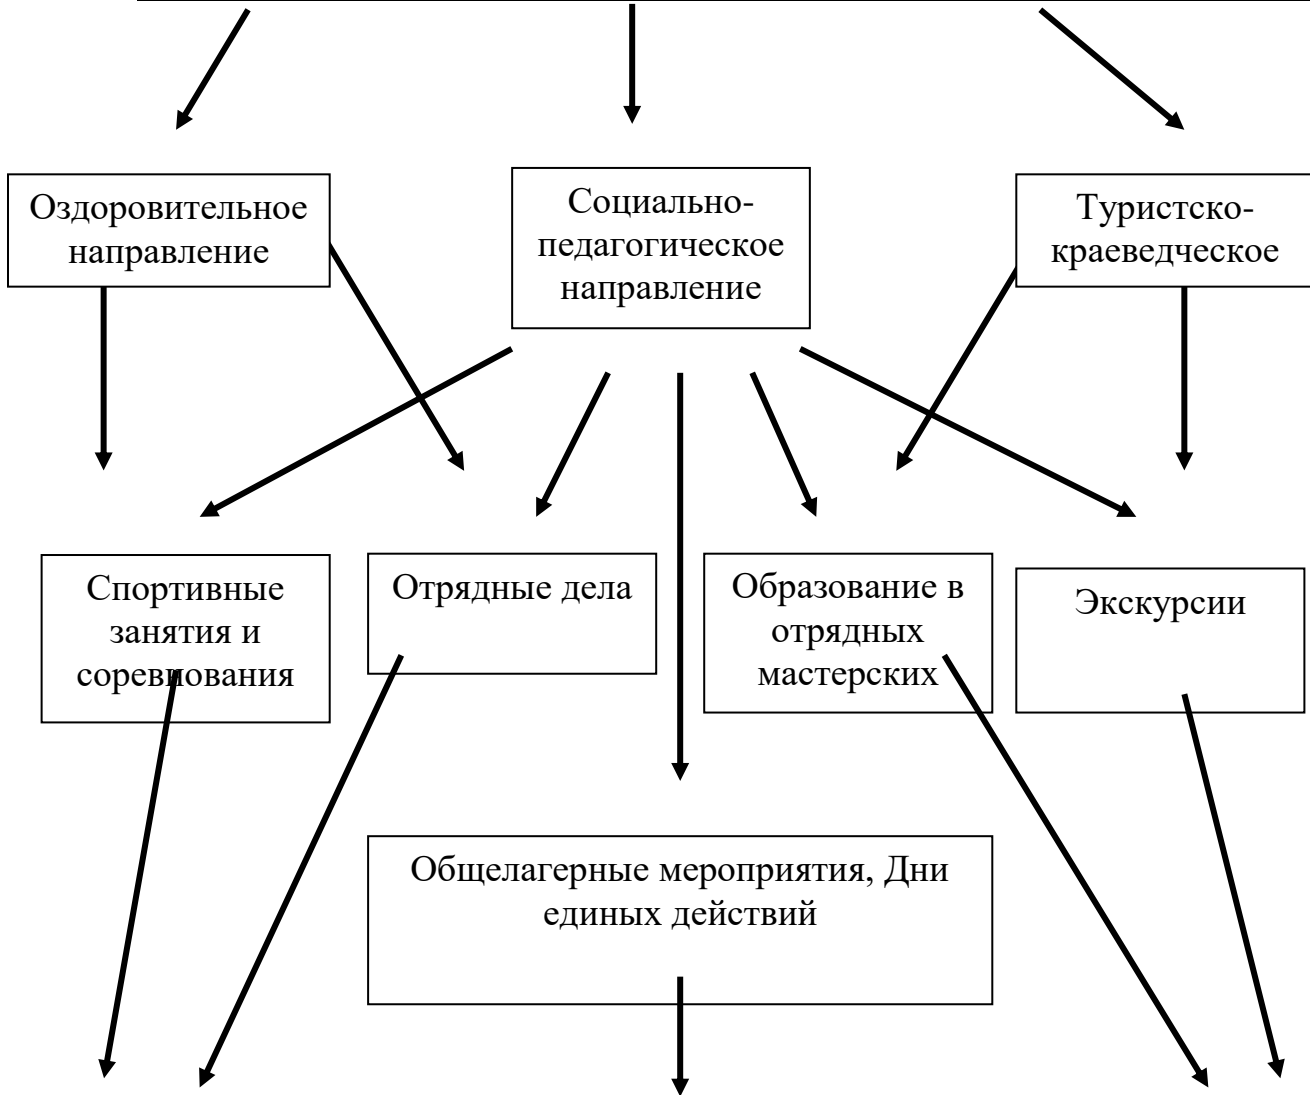 Оздоровительное
направление
Социально-
педагогическое
направление
Туристско-
краеведческое
Спортивные
занятия и
соревнования
Отрядные дела
Образование в
отрядных
мастерских
Экскурсии
Общелагерные мероприятия, Дни
единых действий